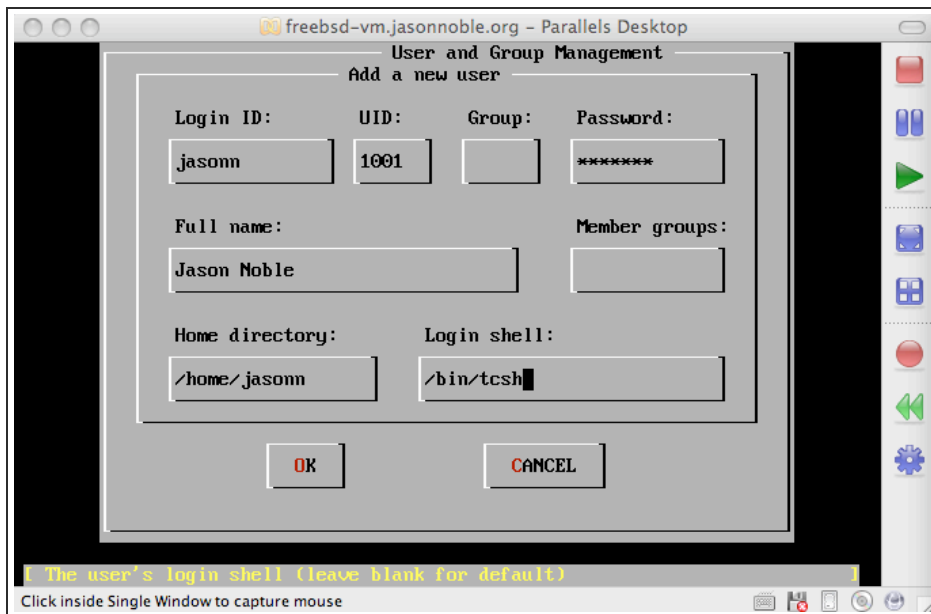 freebsd-vm.jasonnoble.org – Parallels Desktop
User and Group Management
Add a new user
Login ID: UID: Group: Password:
jasonn 1001 *******
Full name: Member groups:
Jason Noble
Home directory: Login shell:
/home/jasonn /bin/tcsh
OK CANCEL
[ The user's login shell (leave blank for default) ]
Click inside Single Window to capture mouse